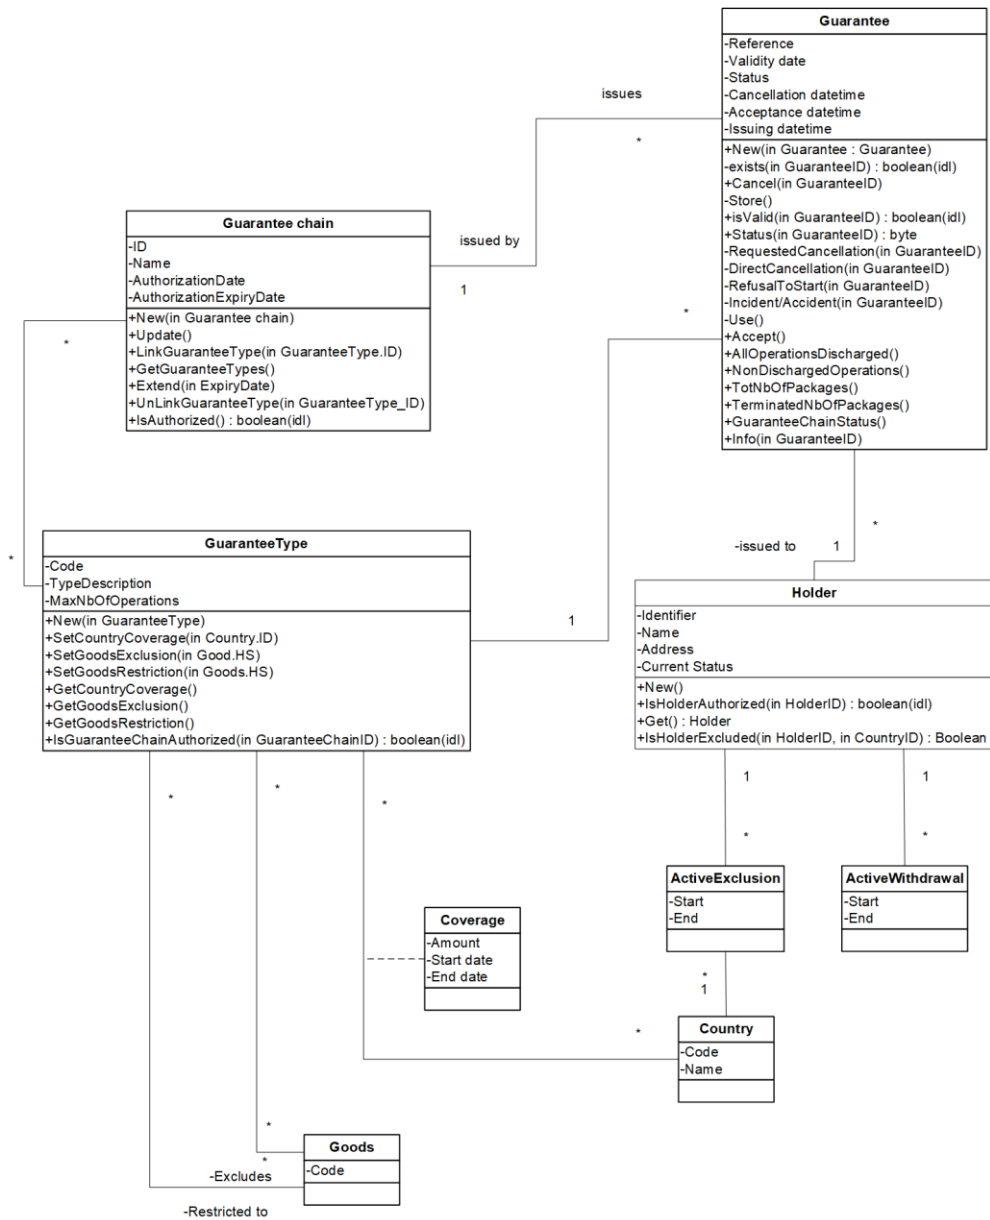 Guarantee
-Reference
-Validity date
-Status
-Cancellation datetime
-Acceptance datetime
-Issuing datetime
+New(in Guarantee : Guarantee)
-exists(in GuaranteeID) : boolean(idl)
+Cancel(in GuaranteeID)
-Store()
+isValid(in GuaranteeID) : boolean(idl)
+Status(in GuaranteeID) : byte
-RequestedCancellation(in GuaranteeID)
-DirectCancellation(in GuaranteeID)
-RefusalToStart(in GuaranteeID)
-Incident/Accident(in GuaranteeID)
-Use()
+Accept()
+AllOperationsDischarged()
+NonDischargedOperations()
+TotNbOfPackages()
+TerminatedNbOfPackages()
+GuaranteeChainStatus()
+Info(in GuaranteeID)
issues
*
issued by
1
Guarantee chain
-ID
-Name
-AuthorizationDate
-AuthorizationExpiryDate
+New(in Guarantee chain)
+Update()
+LinkGuaranteeType(in GuaranteeType.ID)
+GetGuaranteeTypes()
+Extend(in ExpiryDate)
+UnLinkGuaranteeType(in GuaranteeType_ID)
+IsAuthorized() : boolean(idl)
*
*
*
1
GuaranteeType
-Code
-TypeDescription
-MaxNbOfOperations
+New(in GuaranteeType)
+SetCountryCoverage(in Country.ID)
+SetGoodsExclusion(in Good.HS)
+SetGoodsRestriction(in Goods.HS)
+GetCountryCoverage()
+GetGoodsExclusion()
+GetGoodsRestriction()
+IsGuaranteeChainAuthorized(in GuaranteeChainID) : boolean(idl)
*
-issued to
1
Holder
-Identifier
-Name
-Address
-Current Status
+New()
+IsHolderAuthorized(in HolderID) : boolean(idl)
+Get() : Holder
+IsHolderExcluded(in HolderID, in CountryID) : Boolean
1
1
*
*
*
*
*
ActiveExclusion
-Start
-End
ActiveWithdrawal
-Start
-End
Coverage
-Amount
-Start date
-End date
*
1
*
Country
-Code
-Name
*
*
Goods
-Code
-Excludes
-Restricted to